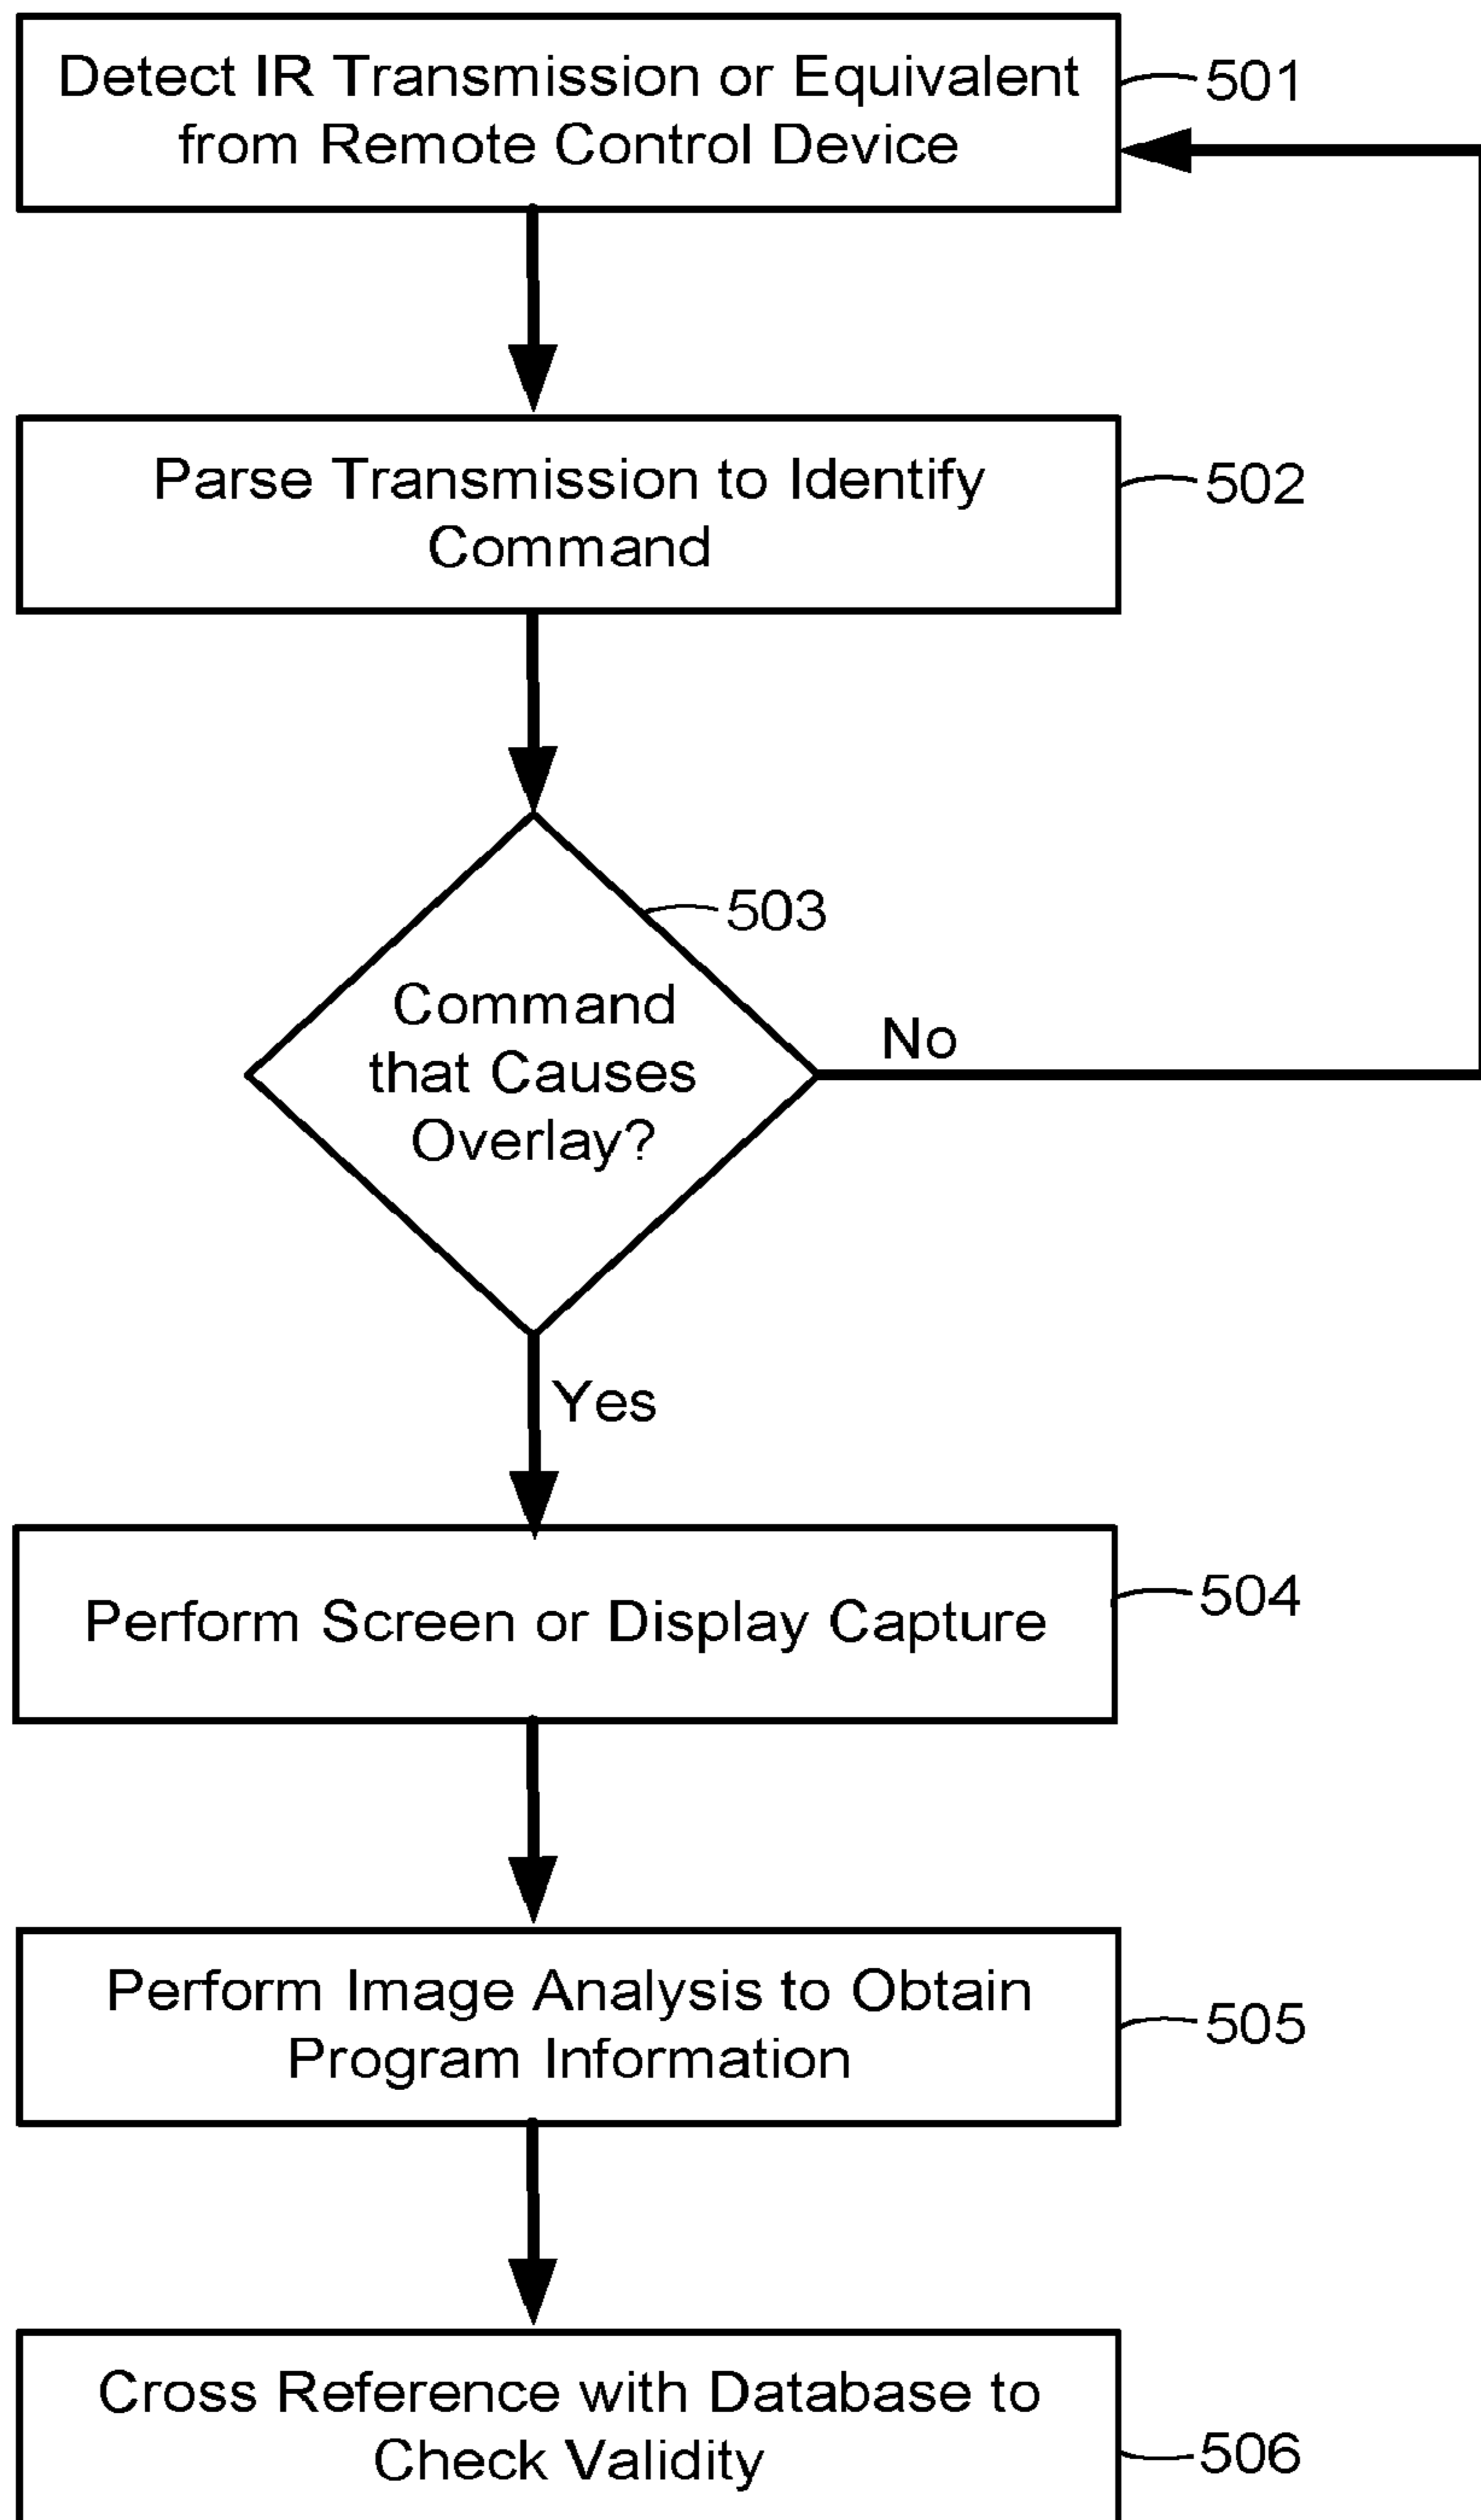 Detect IR Transmission or Equivalent
from Remote Control Device
501
Parse Transmission to Identify
Command
502
503
Command
that Causes
Overlay?
No
Yes
Perform Screen or Display Capture
504
Perform Image Analysis to Obtain
Program Information
505
Cross Reference with Database to
Check Validity
506